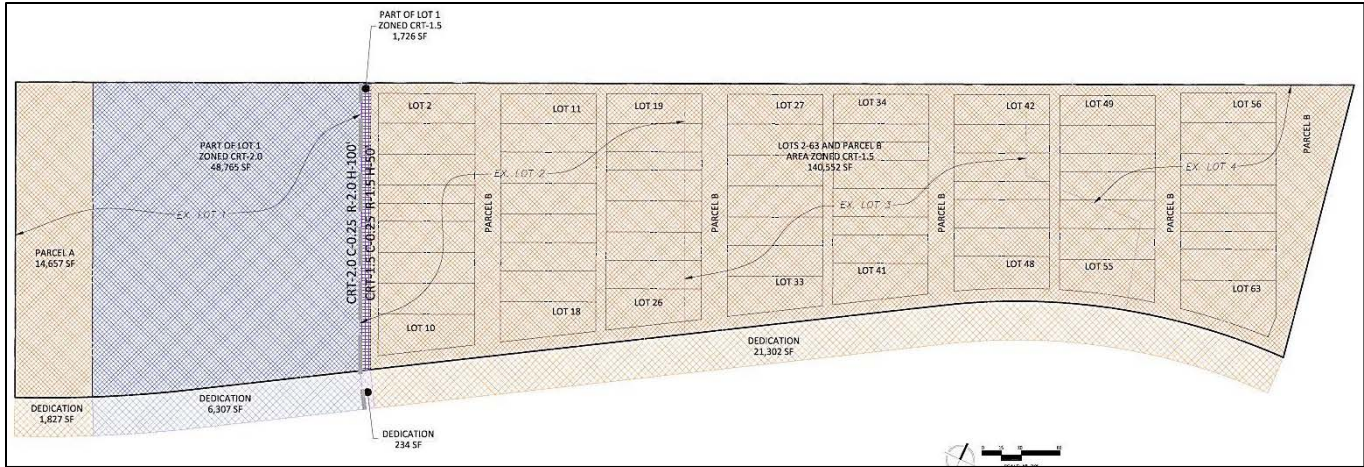 PART OF LOT 1
ZONED CRT-1.5
1,726 SF
LOT 2
LOT 11
LOT 19
LOT 27
LOT 34
LOT 42
LOT 49
LOT 56
PARCEL B
PART OF LOT 1
ZONED CRT-2.0
48,765 SF
LOTS 2-63 AND PARCEL B
AREA ZONED CRT-1.5
140,552 SF
EX. LOT 1
EX. LOT 2
EX. LOT 3
EX. LOT 4
CRT-2.0 C-0.25 R-2.0 H-100'
CRT-1.5 C-0.25 R-1.5 H-50'
PARCEL B
PARCEL B
PARCEL B
PARCEL B
PARCEL A
14,657 SF
LOT 10
LOT 18
LOT 26
LOT 33
LOT 41
LOT 48
LOT 55
LOT 63
DEDICATION
21,302 SF
DEDICATION
1,827 SF
DEDICATION
6,307 SF
DEDICATION
234 SF